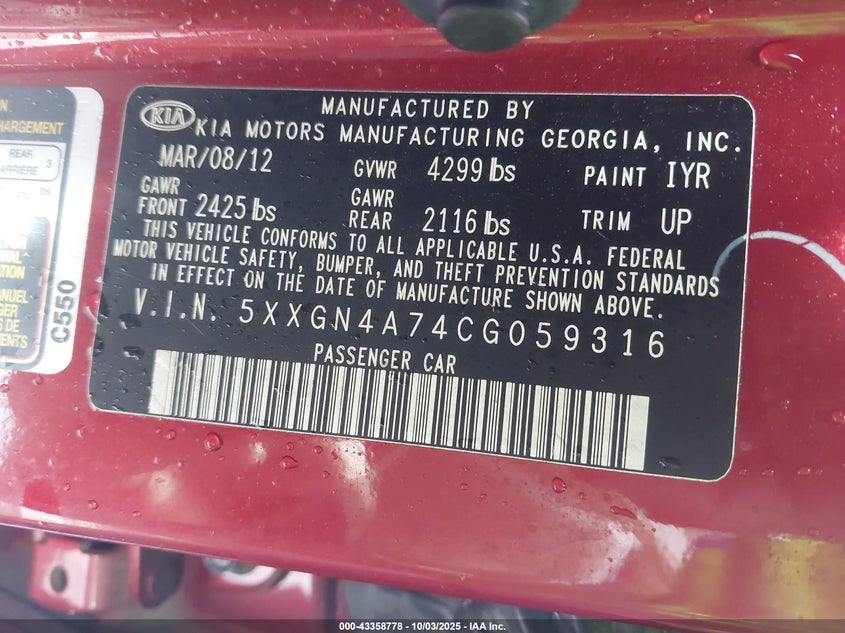 MANUFACTURED BY
KIA KIA MOTORS MANUFACTURING GEORGIA, INC.
MAR/08/12 GVWR 4299 lbs PAINT IYR
GAWR FRONT 2425 lbs GAWR REAR 2116 lbs TRIM UP
THIS VEHICLE CONFORMS TO ALL APPLICABLE U.S.A. FEDERAL
MOTOR VEHICLE SAFETY, BUMPER, AND THEFT PREVENTION STANDARDS
IN EFFECT ON THE DATE OF MANUFACTURE SHOWN ABOVE.
V.I.N. 5XXGN4A74CG059316
PASSENGER CAR
REAR 3
ARRIÈRE
lbs
C550
000-43358778 - 10/03/2025 - IAA Inc.